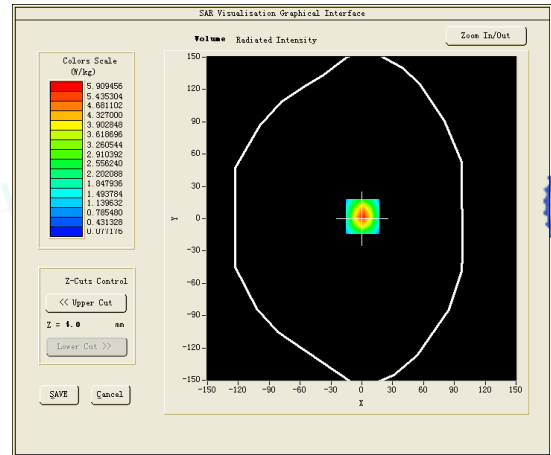 SAR Visualisation Graphical Interface
Volume Radiated Intensity
Zoom In/Out
Colors Scale
(W/kg)
5.909456
5.435304
4.681102
4.327000
3.902848
3.618696
3.260544
2.910392
2.556240
2.202088
1.847936
1.493784
1.139632
0.785480
0.431328
0.077176
Z-Cuts Control
<< Upper Cut
Z = 4.0 mm
Lower Cut >>
SAVE Cancel
150
120
90
60
30
0
-30
-60
-90
-120
-150
Y
-150 -120 -90 -60 -30 0 30 60 90 120 150
X